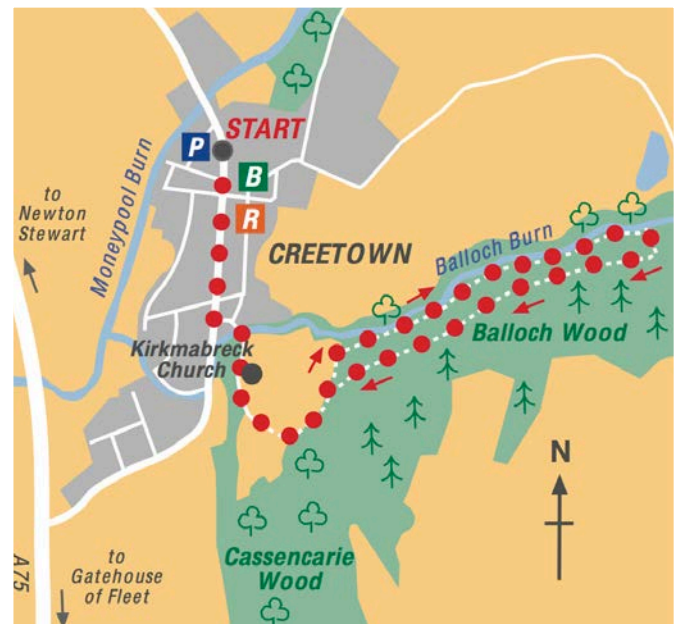 START
P
B
R
Moneypool Burn
to
Newton
Stewart
CREETOWN
Balloch Burn
Balloch Wood
Kirkmabreck
Church
N
Cassencarie
Wood
to
Gatehouse
of Fleet
A75